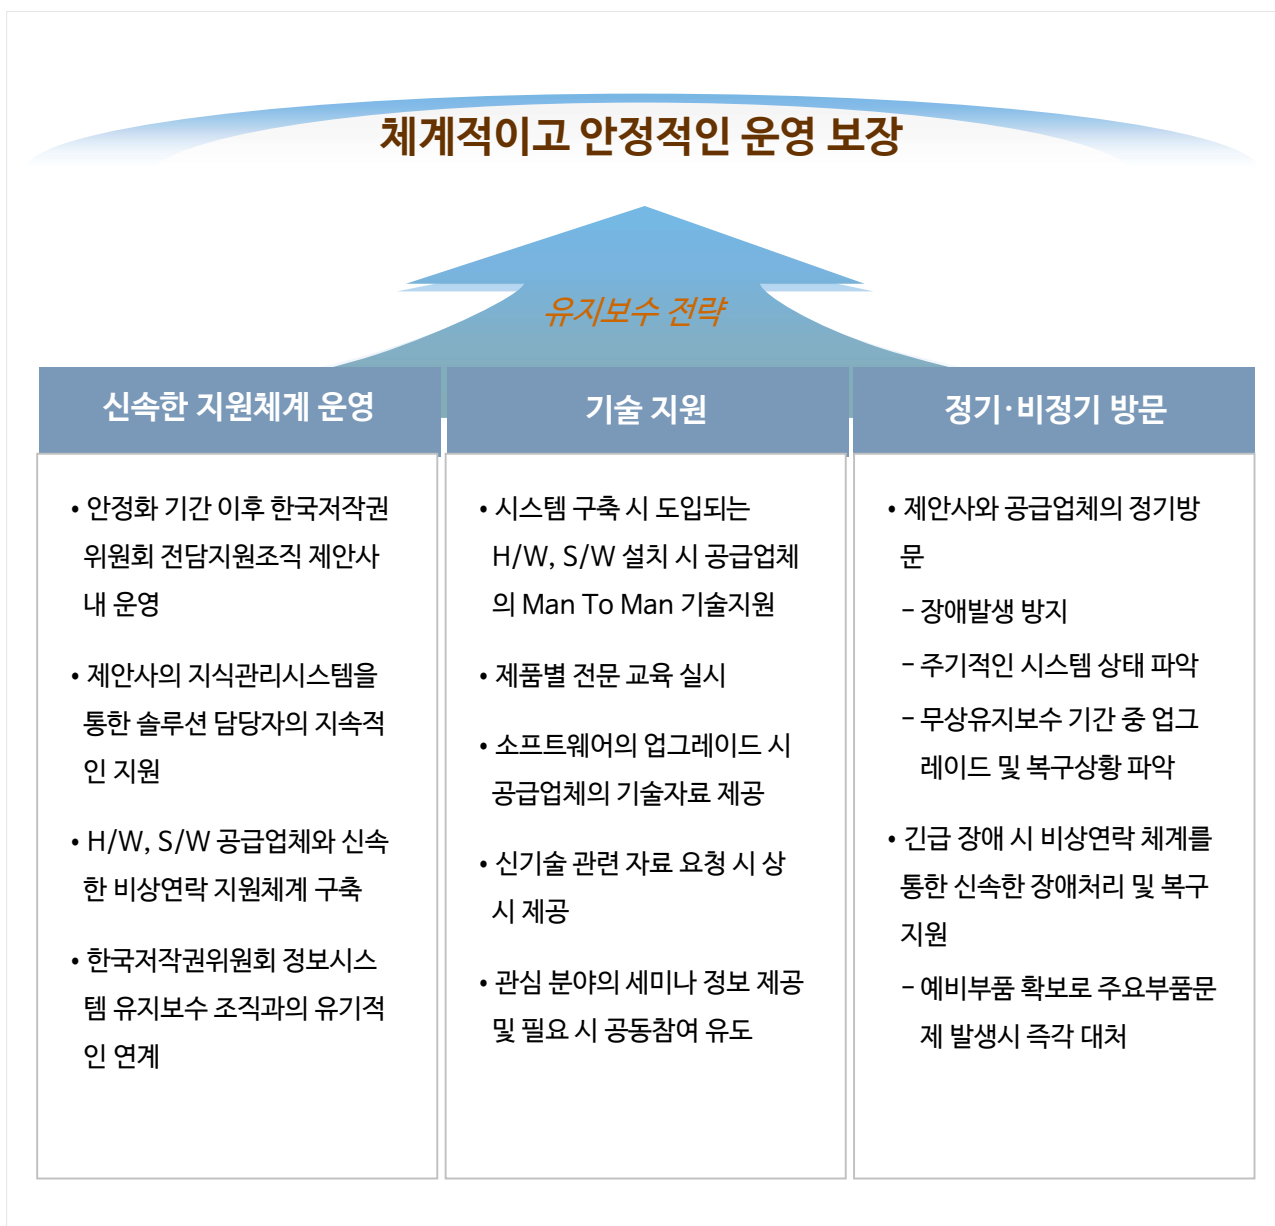 체계적이고 안정적인 운영 보장
유지보수 전략
신속한 지원체계 운영
• 안정화 기간 이후 한국저작권
위원회 전담지원조직 제안사
내 운영
• 제안사의 지식관리시스템을
통한 솔루션 담당자의 지속적
인 지원
• H/W, S/W 공급업체와 신속
한 비상연락 지원체계 구축
• 한국저작권위원회 정보시스
템 유지보수 조직과의 유기적
인 연계
기술 지원
• 시스템 구축 시 도입되는
H/W, S/W 설치 시 공급업체
의 Man To Man 기술지원
• 제품별 전문 교육 실시
• 소프트웨어의 업그레이드 시
공급업체의 기술자료 제공
• 신기술 관련 자료 요청 시 상
시 제공
• 관심 분야의 세미나 정보 제공
및 필요 시 공동참여 유도
정기·비정기 방문
• 제안사와 공급업체의 정기방
문
– 장애발생 방지
– 주기적인 시스템 상태 파악
– 무상유지보수 기간 중 업그
레이드 및 복구상황 파악
• 긴급 장애 시 비상연락 체계를
통한 신속한 장애처리 및 복구
지원
– 예비부품 확보로 주요부품문
제 발생시 즉각 대처